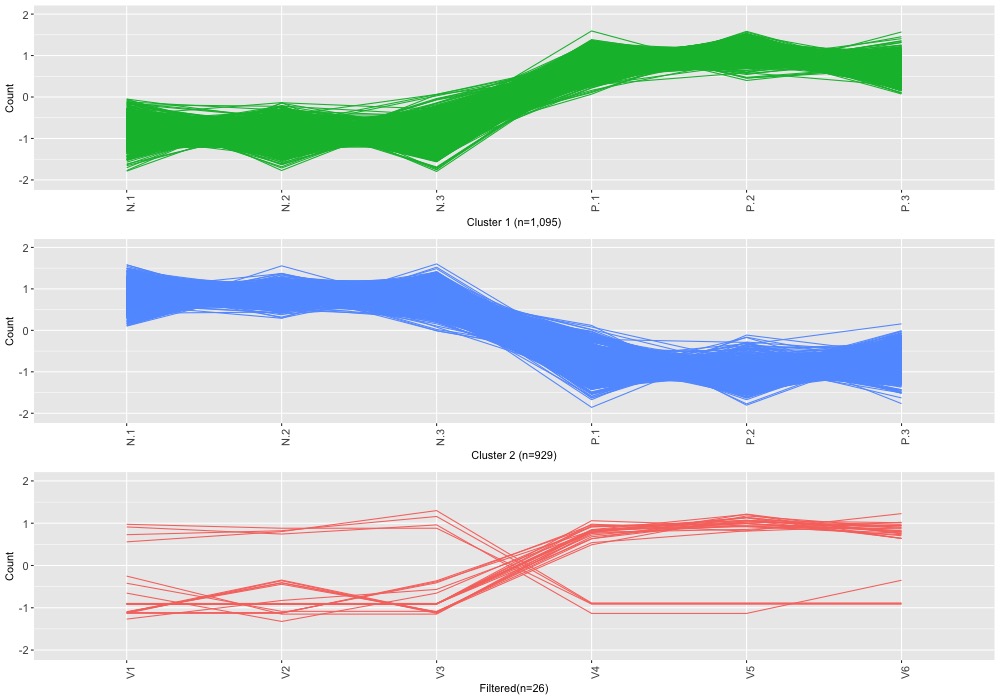 2
1
0
-1
-2
Count
N.1 N.2 N.3 P.1 P.2 P.3
Cluster 1 (n=1,095)
2
1
0
-1
-2
Count
N.1 N.2 N.3 P.1 P.2 P.3
Cluster 2 (n=929)
2
1
0
-1
-2
Count
V1 V2 V3 V4 V5 V6
Filtered(n=26)